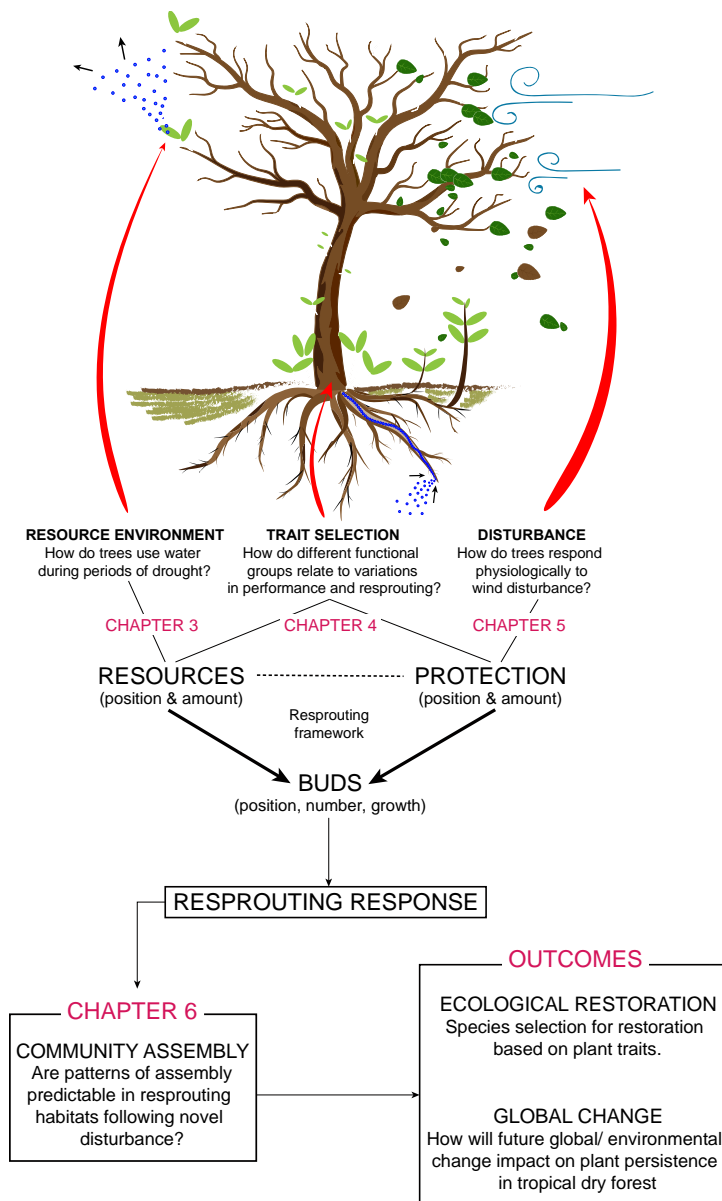 RESOURCE ENVIRONMENT
How do trees use water
during periods of drought?
TRAIT SELECTION
How do different functional
groups relate to variations
in performance and resprouting?
DISTURBANCE
How do trees respond
physiologically to
wind disturbance?
CHAPTER 3
CHAPTER 4
CHAPTER 5
RESOURCES
(position & amount)
PROTECTION
(position & amount)
Resprouting
framework
BUDS
(position, number, growth)
RESPROUTING RESPONSE
CHAPTER 6
COMMUNITY ASSEMBLY
Are patterns of assembly
predictable in resprouting
habitats following novel
disturbance?
OUTCOMES
ECOLOGICAL RESTORATION
Species selection for restoration
based on plant traits.
GLOBAL CHANGE
How will future global/ environmental
change impact on plant persistence
in tropical dry forest